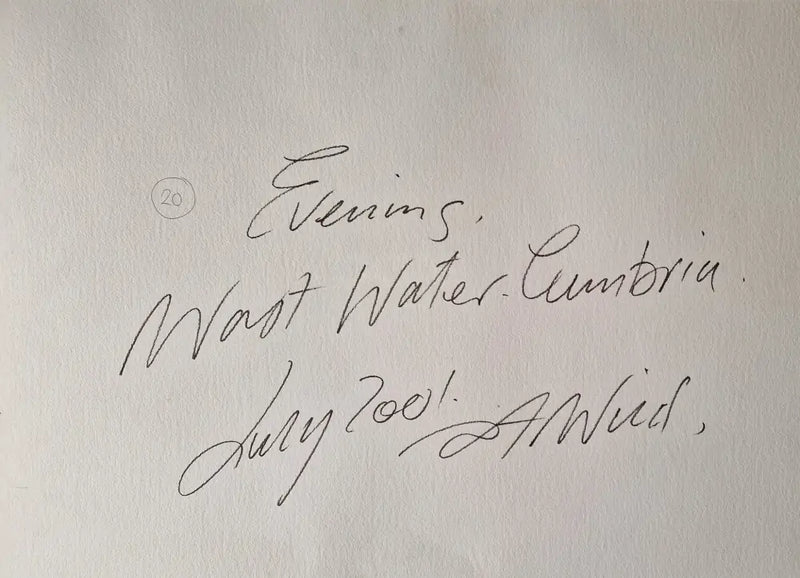 20
Evening.
Wast Water. Cumbria.
July 2001.